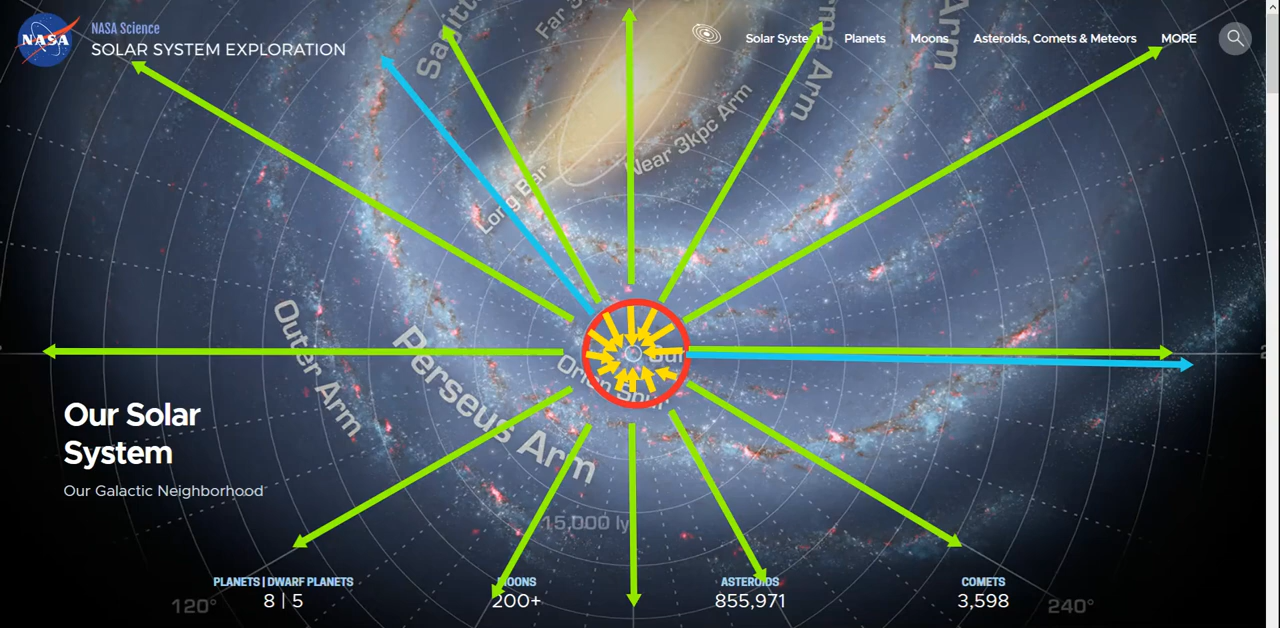 NASA
NASA Science
SOLAR SYSTEM EXPLORATION
Solar System
Planets
Moons
Asteroids, Comets & Meteors
MORE
Far 3
Arm
Arm
Near 3kpc Arm
Long Bar
Outer Arm
Perseus Arm
Orion Spur
Our Solar
System
Our Galactic Neighborhood
15,000 ly
PLANETS | DWARF PLANETS
8 | 5
MOONS
200+
ASTEROIDS
855,971
COMETS
3,598
120°
240°